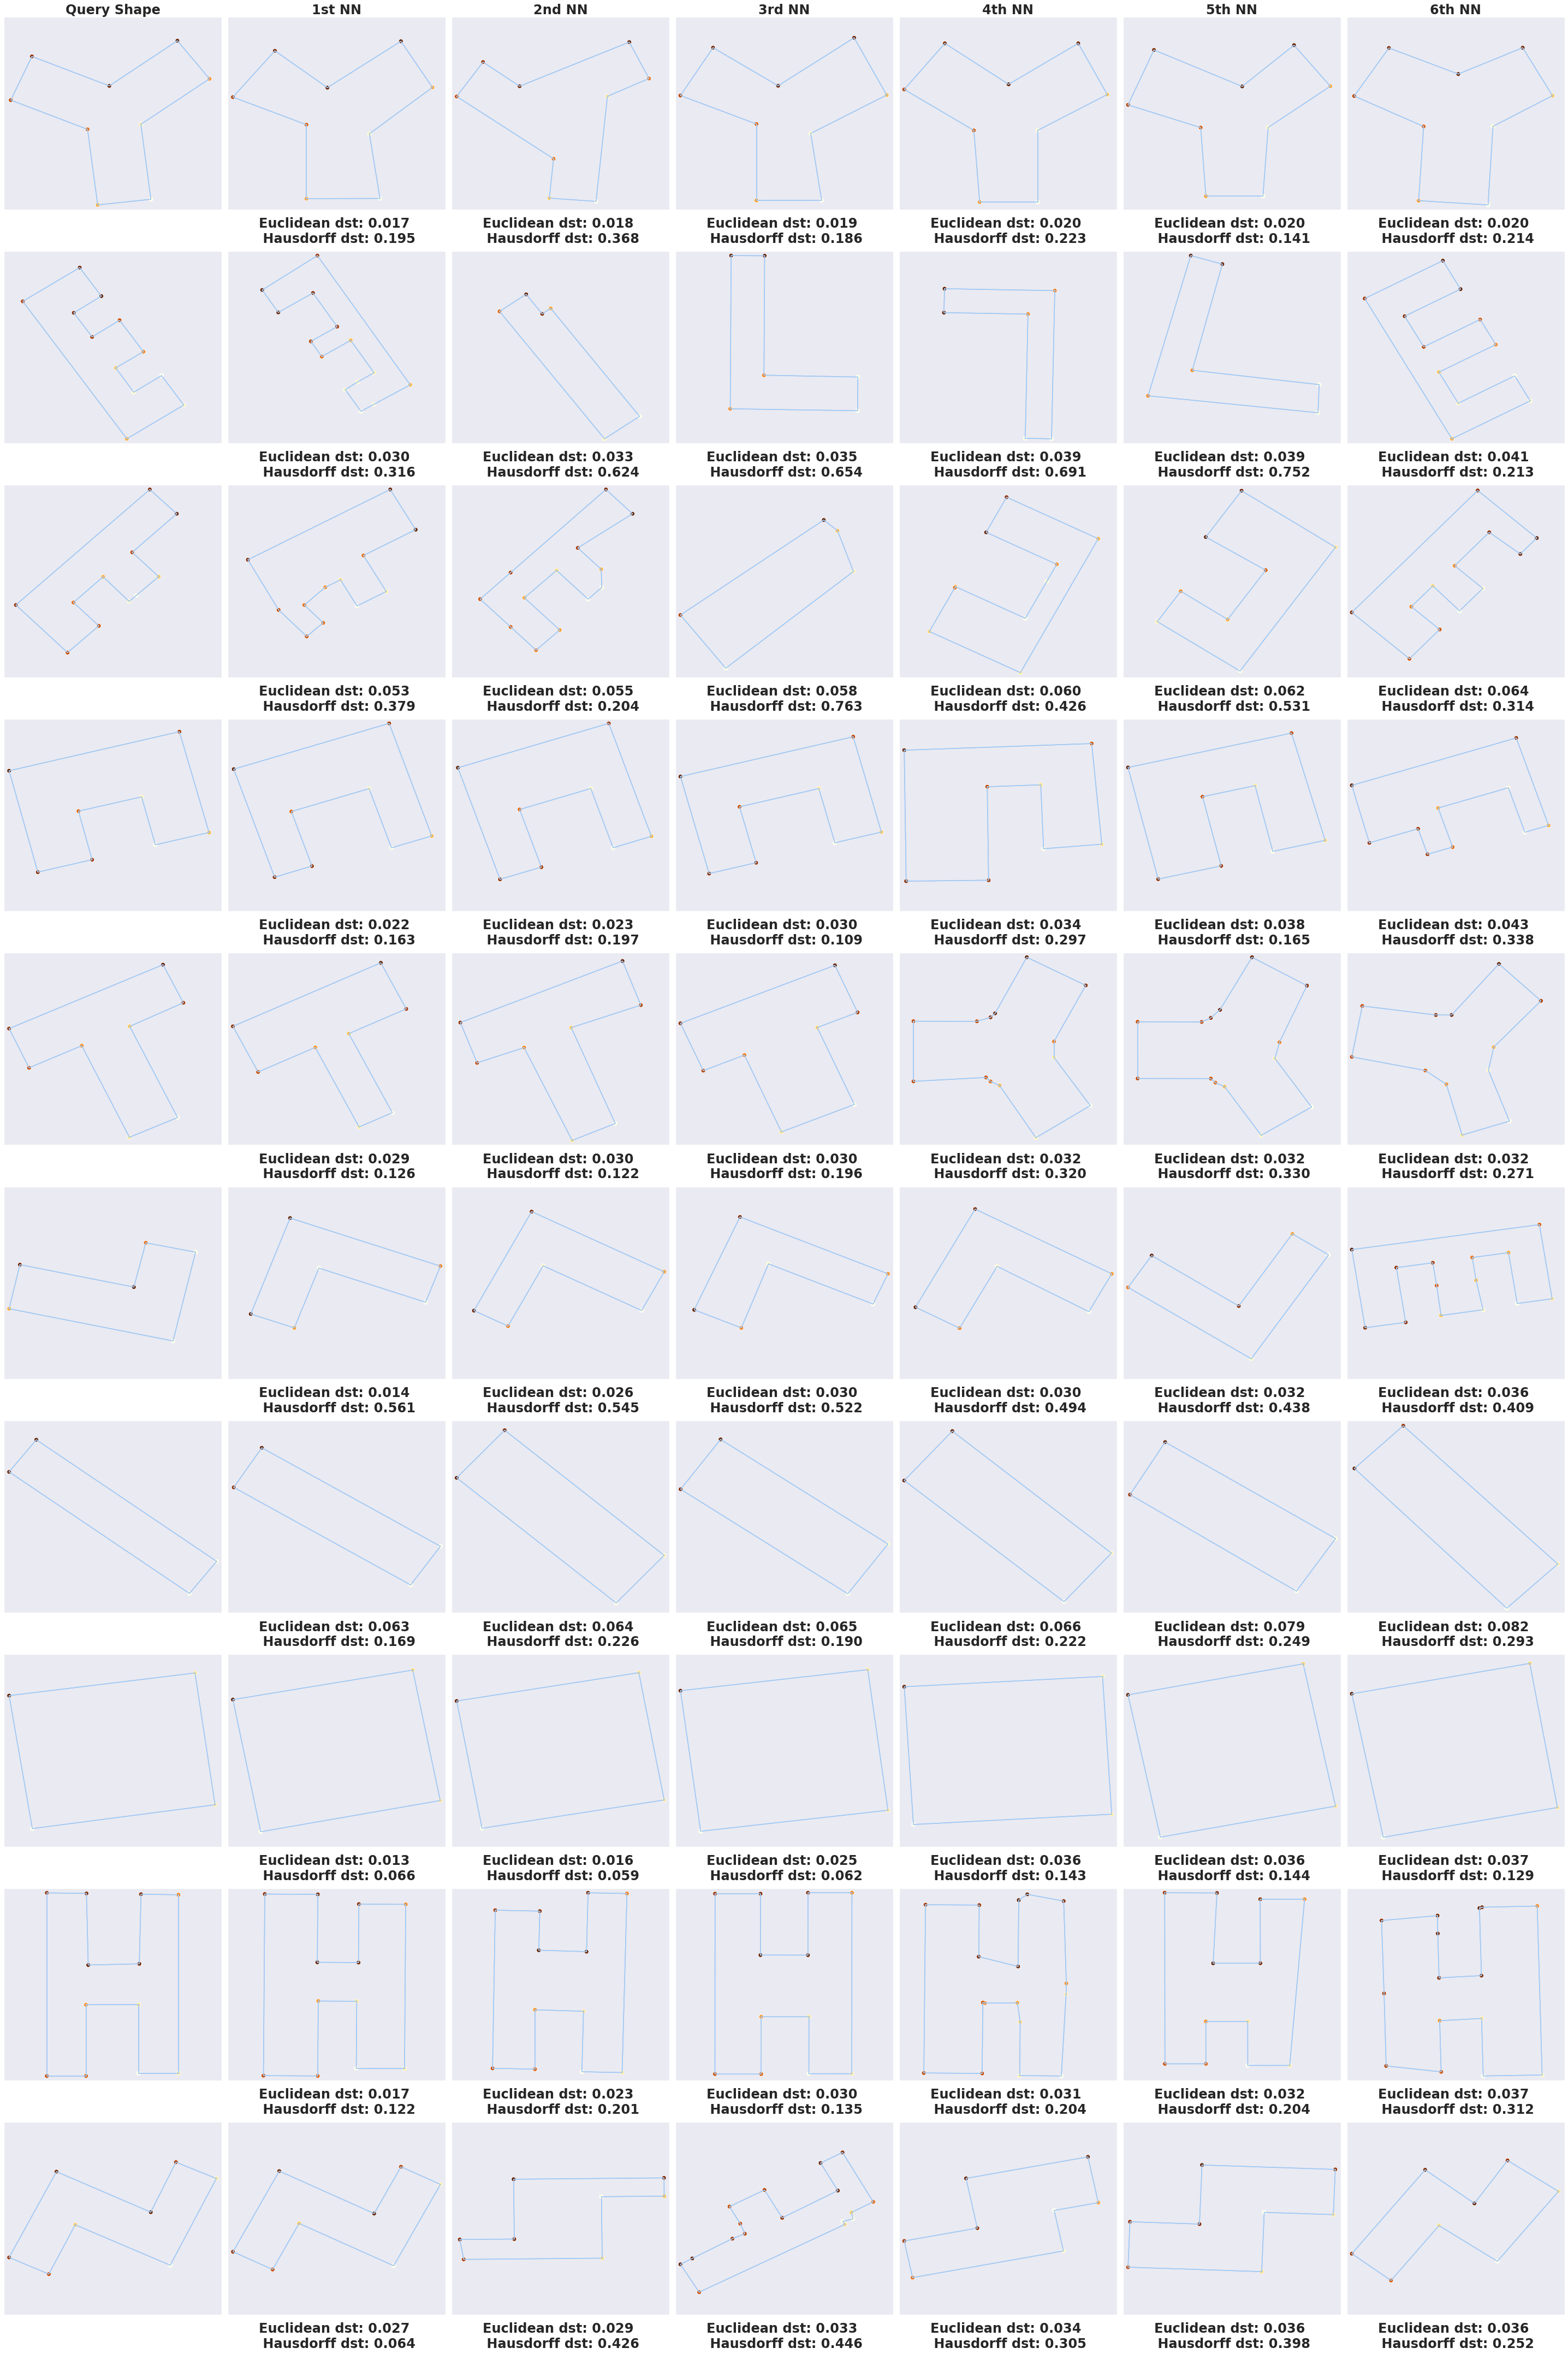 Query Shape 1st NN 2nd NN 3rd NN 4th NN 5th NN 6th NN
Euclidean dst: 0.017 Euclidean dst: 0.018 Euclidean dst: 0.019 Euclidean dst: 0.020 Euclidean dst: 0.020 Euclidean dst: 0.020
Hausdorff dst: 0.195 Hausdorff dst: 0.368 Hausdorff dst: 0.186 Hausdorff dst: 0.223 Hausdorff dst: 0.141 Hausdorff dst: 0.214
Euclidean dst: 0.030 Euclidean dst: 0.033 Euclidean dst: 0.035 Euclidean dst: 0.039 Euclidean dst: 0.039 Euclidean dst: 0.041
Hausdorff dst: 0.316 Hausdorff dst: 0.624 Hausdorff dst: 0.654 Hausdorff dst: 0.691 Hausdorff dst: 0.752 Hausdorff dst: 0.213
Euclidean dst: 0.053 Euclidean dst: 0.055 Euclidean dst: 0.058 Euclidean dst: 0.060 Euclidean dst: 0.062 Euclidean dst: 0.064
Hausdorff dst: 0.379 Hausdorff dst: 0.204 Hausdorff dst: 0.763 Hausdorff dst: 0.426 Hausdorff dst: 0.531 Hausdorff dst: 0.314
Euclidean dst: 0.022 Euclidean dst: 0.023 Euclidean dst: 0.030 Euclidean dst: 0.034 Euclidean dst: 0.038 Euclidean dst: 0.043
Hausdorff dst: 0.163 Hausdorff dst: 0.197 Hausdorff dst: 0.109 Hausdorff dst: 0.297 Hausdorff dst: 0.165 Hausdorff dst: 0.338
Euclidean dst: 0.029 Euclidean dst: 0.030 Euclidean dst: 0.030 Euclidean dst: 0.032 Euclidean dst: 0.032 Euclidean dst: 0.032
Hausdorff dst: 0.126 Hausdorff dst: 0.122 Hausdorff dst: 0.196 Hausdorff dst: 0.320 Hausdorff dst: 0.330 Hausdorff dst: 0.271
Euclidean dst: 0.014 Euclidean dst: 0.026 Euclidean dst: 0.030 Euclidean dst: 0.030 Euclidean dst: 0.032 Euclidean dst: 0.036
Hausdorff dst: 0.561 Hausdorff dst: 0.545 Hausdorff dst: 0.522 Hausdorff dst: 0.494 Hausdorff dst: 0.438 Hausdorff dst: 0.409
Euclidean dst: 0.063 Euclidean dst: 0.064 Euclidean dst: 0.065 Euclidean dst: 0.066 Euclidean dst: 0.079 Euclidean dst: 0.082
Hausdorff dst: 0.169 Hausdorff dst: 0.226 Hausdorff dst: 0.190 Hausdorff dst: 0.222 Hausdorff dst: 0.249 Hausdorff dst: 0.293
Euclidean dst: 0.013 Euclidean dst: 0.016 Euclidean dst: 0.025 Euclidean dst: 0.036 Euclidean dst: 0.036 Euclidean dst: 0.037
Hausdorff dst: 0.066 Hausdorff dst: 0.059 Hausdorff dst: 0.062 Hausdorff dst: 0.143 Hausdorff dst: 0.144 Hausdorff dst: 0.129
Euclidean dst: 0.017 Euclidean dst: 0.023 Euclidean dst: 0.030 Euclidean dst: 0.031 Euclidean dst: 0.032 Euclidean dst: 0.037
Hausdorff dst: 0.122 Hausdorff dst: 0.201 Hausdorff dst: 0.135 Hausdorff dst: 0.204 Hausdorff dst: 0.204 Hausdorff dst: 0.312
Euclidean dst: 0.027 Euclidean dst: 0.029 Euclidean dst: 0.033 Euclidean dst: 0.034 Euclidean dst: 0.036 Euclidean dst: 0.036
Hausdorff dst: 0.064 Hausdorff dst: 0.426 Hausdorff dst: 0.446 Hausdorff dst: 0.305 Hausdorff dst: 0.398 Hausdorff dst: 0.252